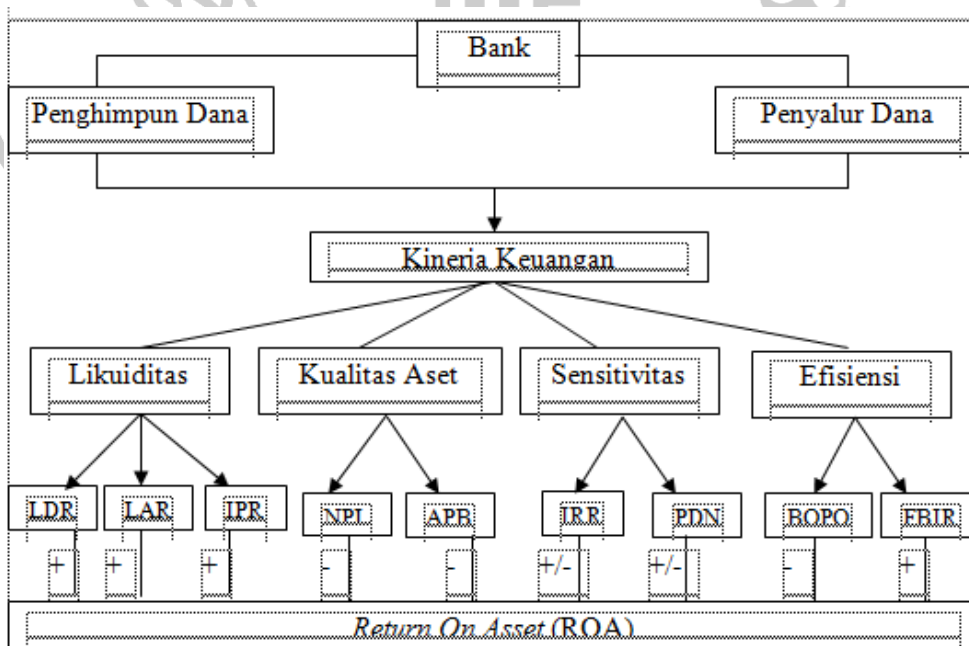 Bank
Penghimpun Dana
Penyalur Dana
Kinerja Keuangan
Likuiditas
Kualitas Aset
Sensitivitas
Efisiensi
LDR
LAR
IPR
NPL
APB
IRR
PDN
BOPO
FBIR
+
+
+
-
-
+/-
+/-
-
+
Return On Asset (ROA)